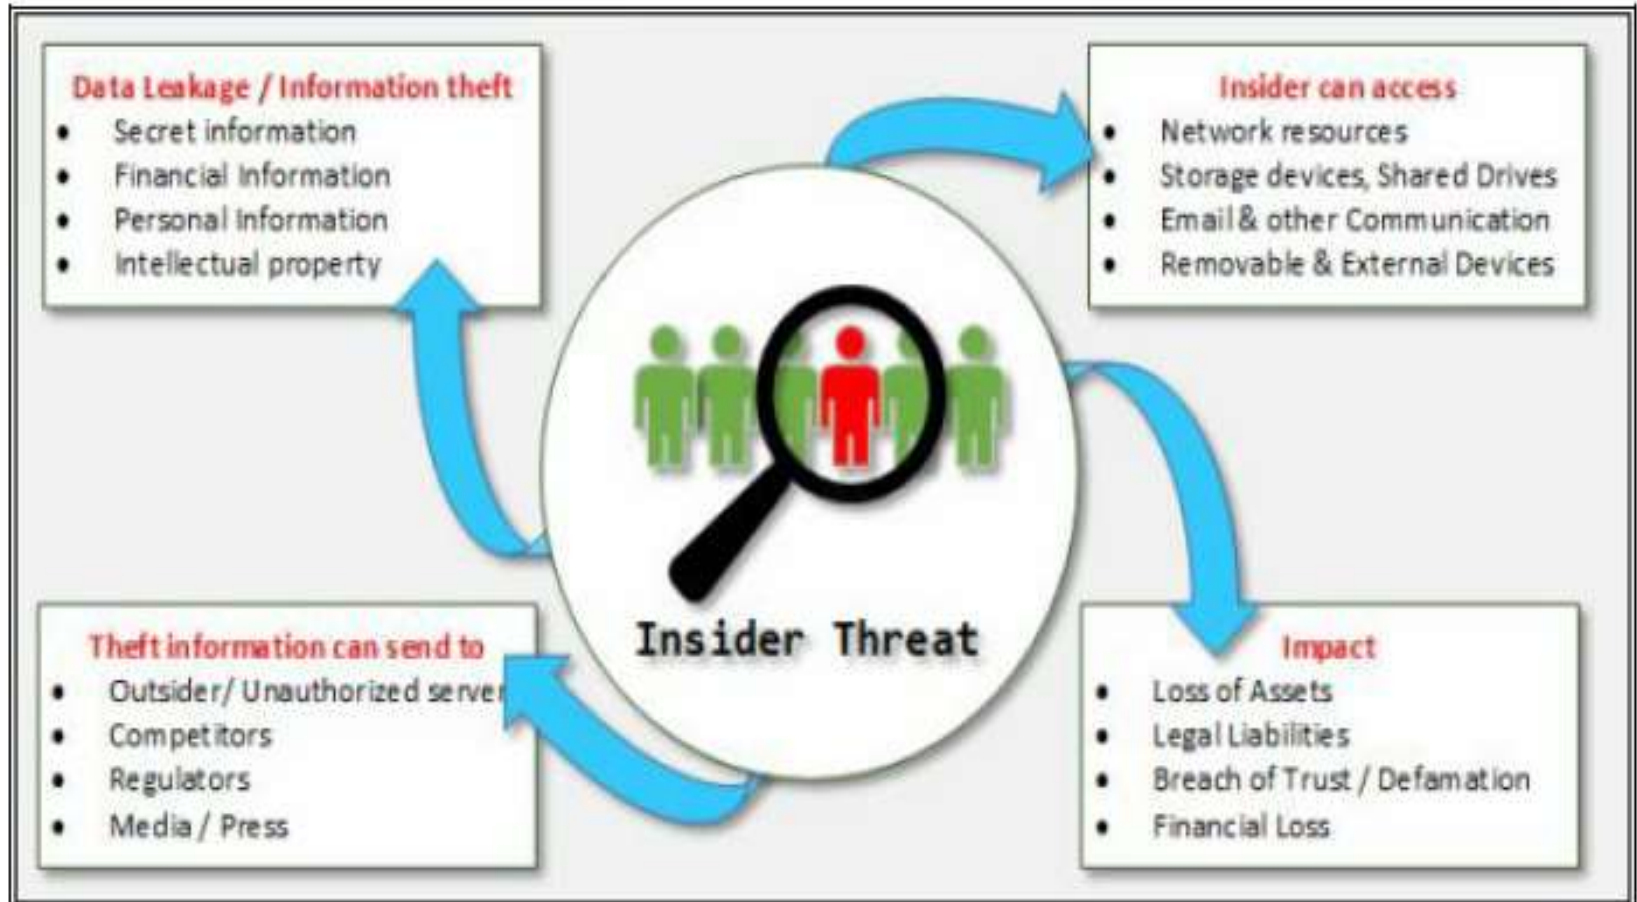 Data Leakage / Information theft
• Secret information
• Financial Information
• Personal Information
• Intellectual property
Insider can access
• Network resources
• Storage devices, Shared Drives
• Email & other Communication
• Removable & External Devices
Insider Threat
Theft information can send to
• Outsider/ Unauthorized server
• Competitors
• Regulators
• Media / Press
Impact
• Loss of Assets
• Legal Liabilities
• Breach of Trust / Defamation
• Financial Loss